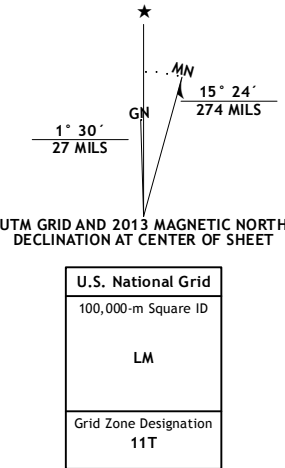 MN
15° 24´
274 MILS
GN
1° 30´
27 MILS
UTM GRID AND 2013 MAGNETIC NORTH
DECLINATION AT CENTER OF SHEET
U.S. National Grid
100,000-m Square ID
LM
Grid Zone Designation
11T